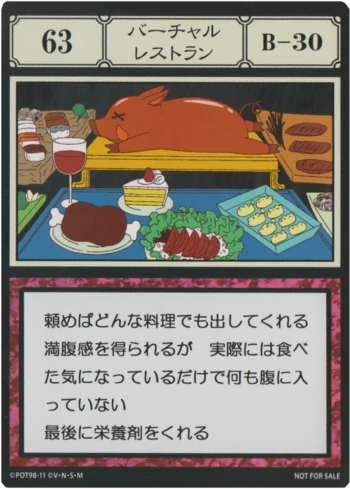 63
バーチャル
レストラン
B-30
頼めばどんな料理でも出してくれる
満腹感を得られるが　実際には食べ
た気になっているだけで何も腹に入
っていない
最後に栄養剤をくれる
©POT98-11 ©V・N・S・M
NOT FOR SALE